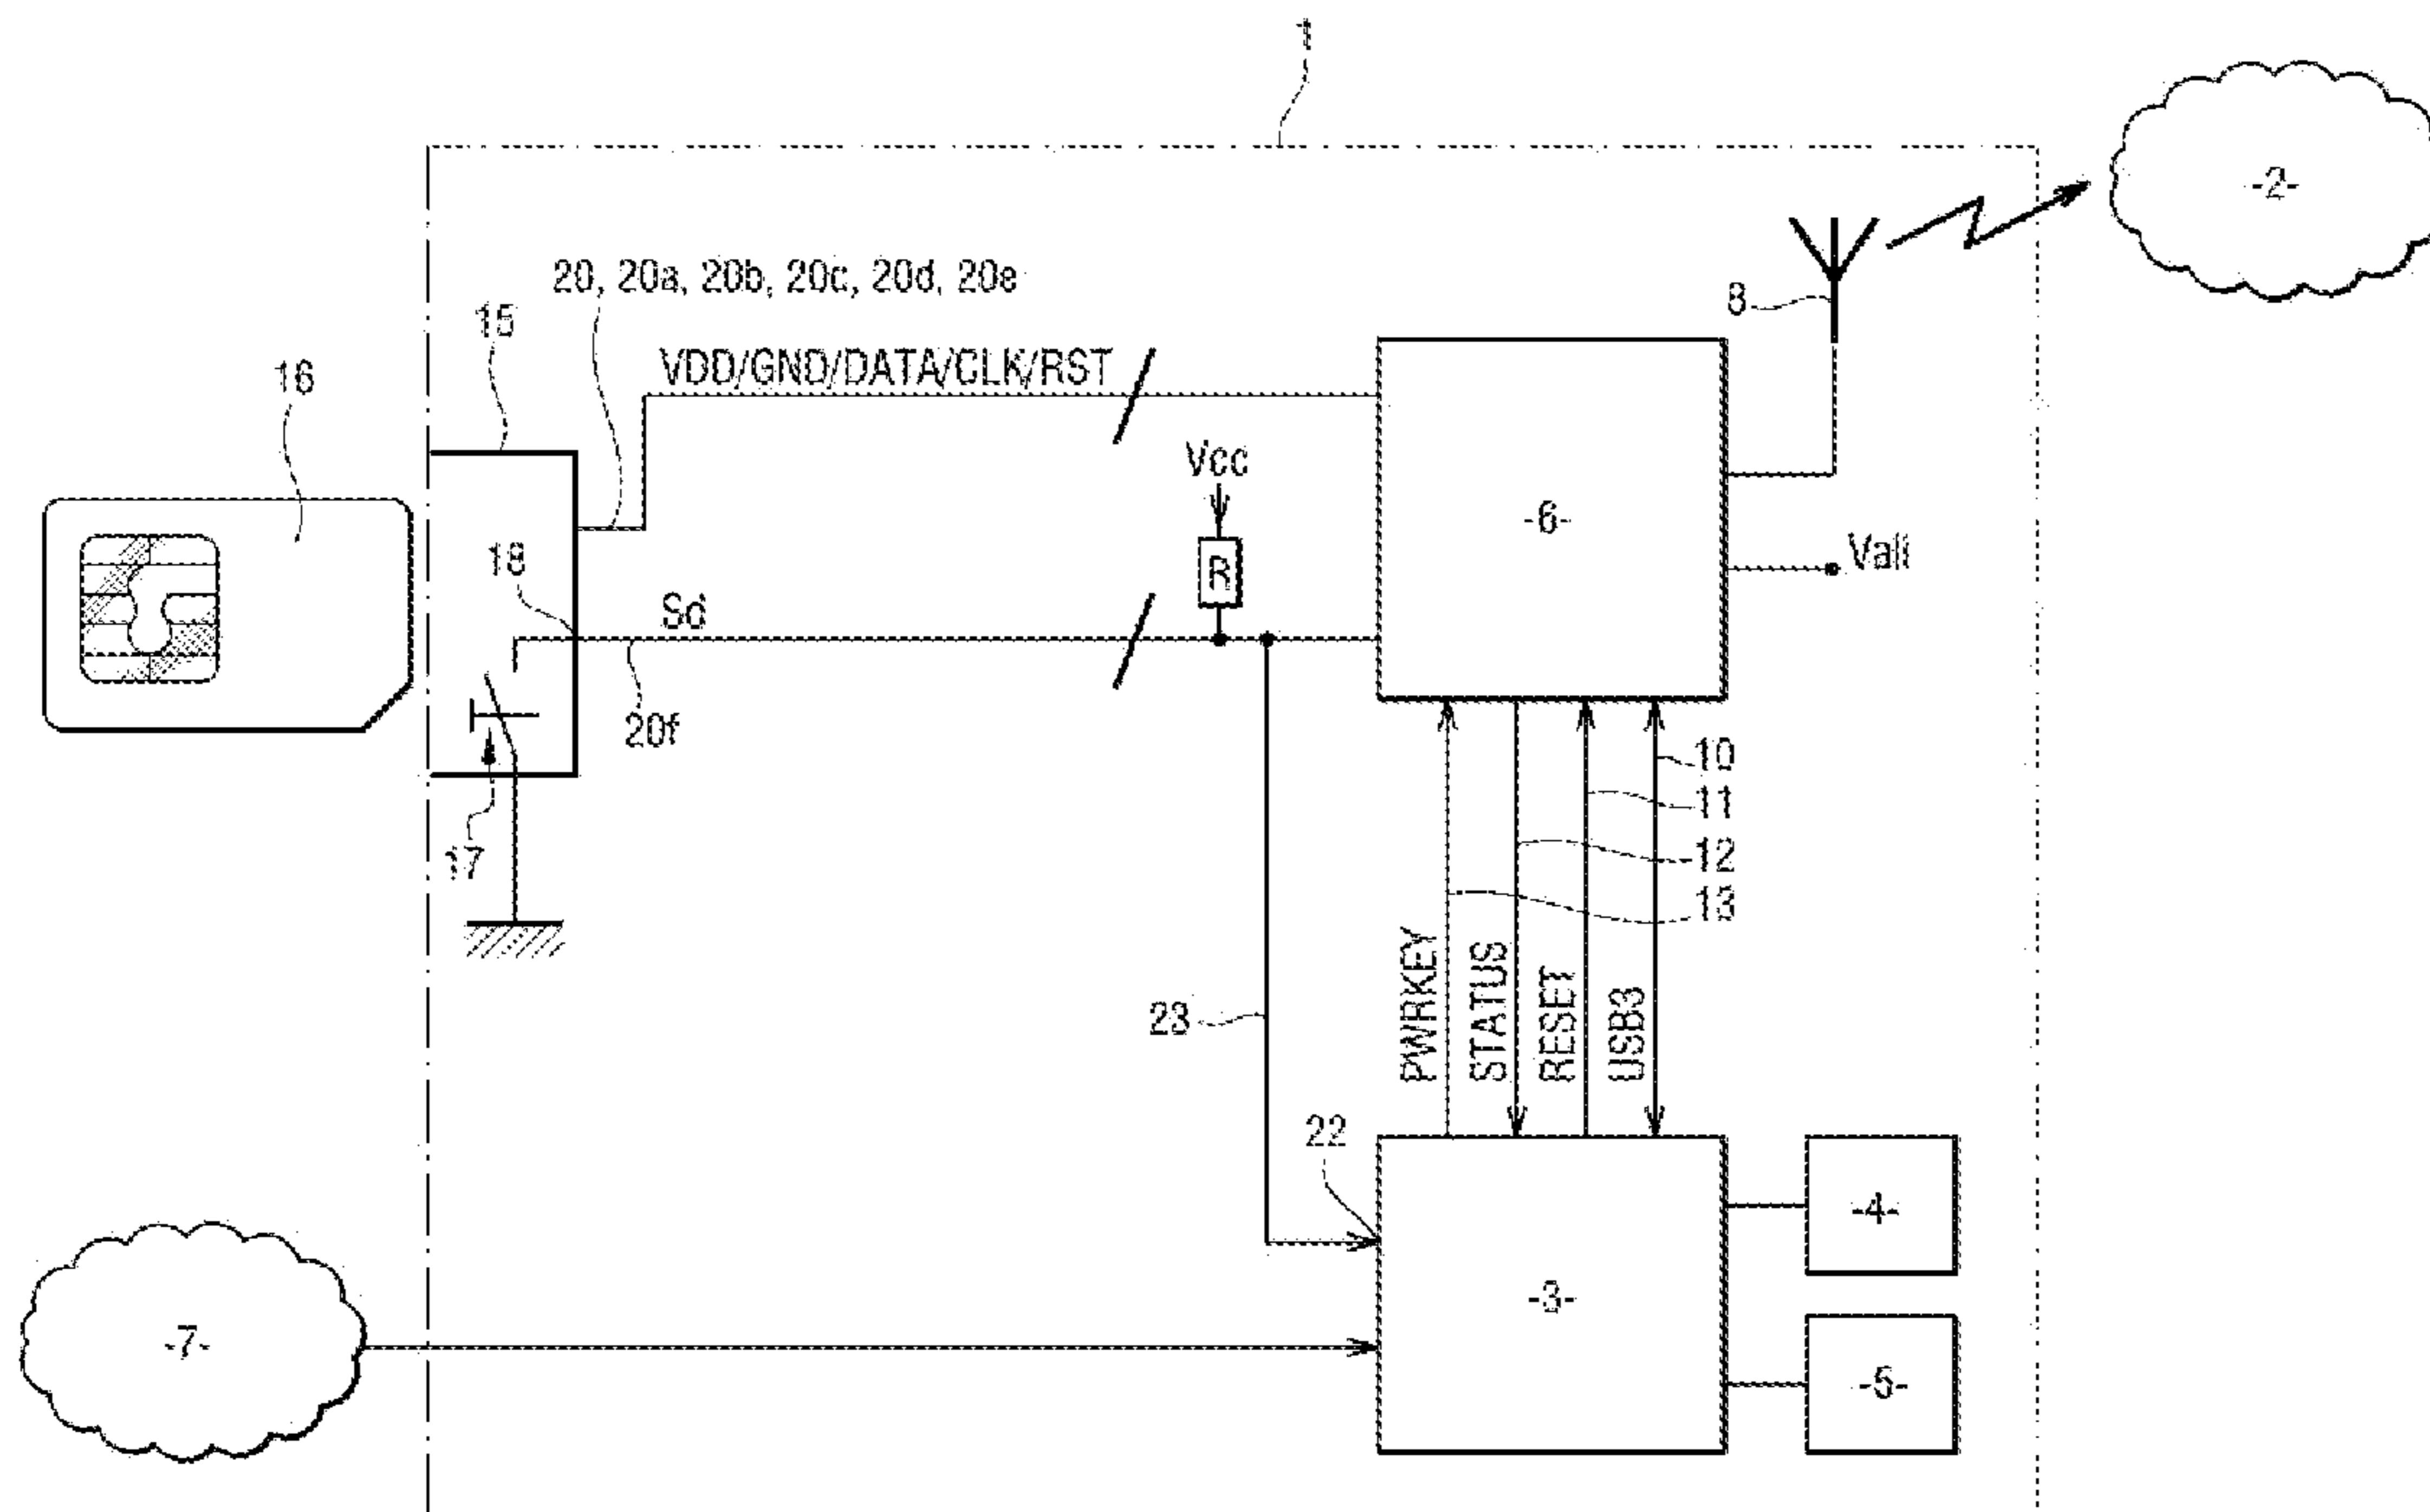 1
-2-
20, 20a, 20b, 20c, 20d, 20e
8
15
VDD/GND/DATA/CLK/RST
16
Vcc
-6-
18
R
Vali
Sd
20f
10
11
17
12
13
PWRKEY
STATUS
RESET
USB3
23
22
-4-
-3-
-7-
-5-